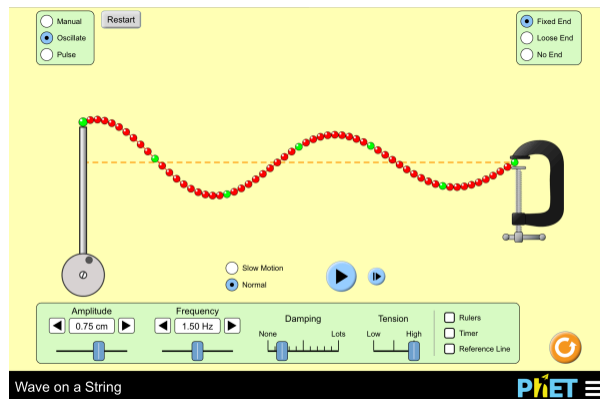 Manual
Oscillate
Pulse
Restart
Fixed End
Loose End
No End
Slow Motion
Normal
Amplitude
0.75 cm
Frequency
1.50 Hz
Damping
None
Lots
Tension
Low
High
Rulers
Timer
Reference Line
Wave on a String
PhET